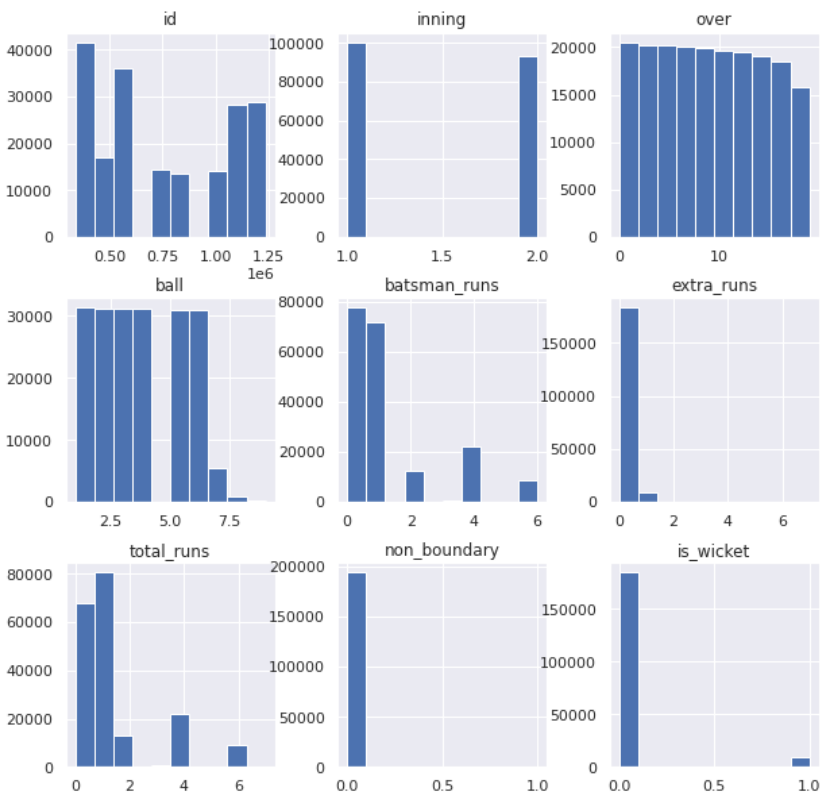 id
40000
30000
20000
10000
0
0.50 0.75 1.00 1.25
1e6
inning
100000
80000
60000
40000
20000
0
1.0 1.5 2.0
over
20000
15000
10000
5000
0
0 10
ball
30000
20000
10000
0
2.5 5.0 7.5
batsman_runs
80000
60000
40000
20000
0
0 2 4 6
extra_runs
150000
100000
50000
0
0 2 4 6
total_runs
80000
60000
40000
20000
0
0 2 4 6
non_boundary
200000
150000
100000
50000
0
0.0 0.5 1.0
is_wicket
150000
100000
50000
0
0.0 0.5 1.0